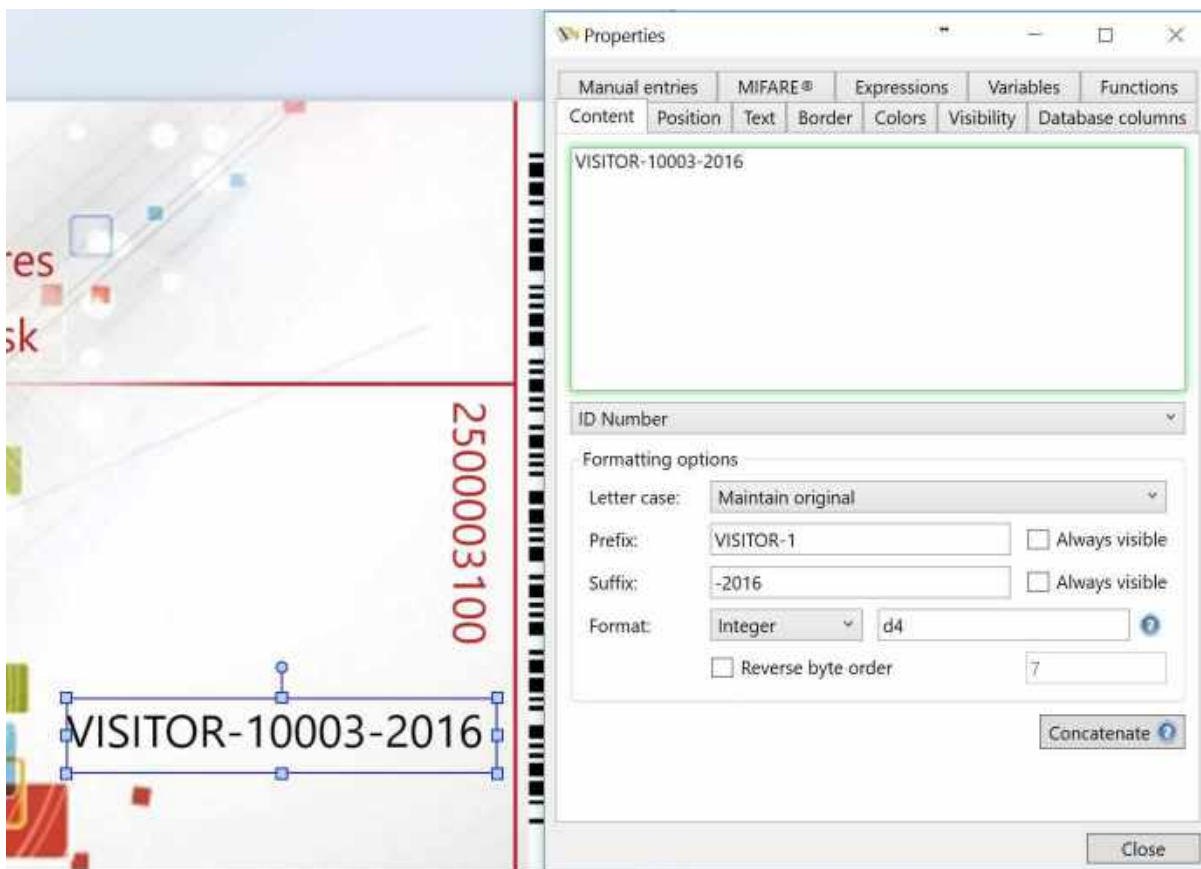 res
sk
2500003100
VISITOR-10003-2016
Properties
Manual entries MIFARE® Expressions Variables Functions
Content Position Text Border Colors Visibility Database columns
VISITOR-10003-2016
ID Number
Formatting options
Letter case: Maintain original
Prefix: VISITOR-1 Always visible
Suffix: -2016 Always visible
Format: Integer d4 ?
Reverse byte order 7
Concatenate ?
Close